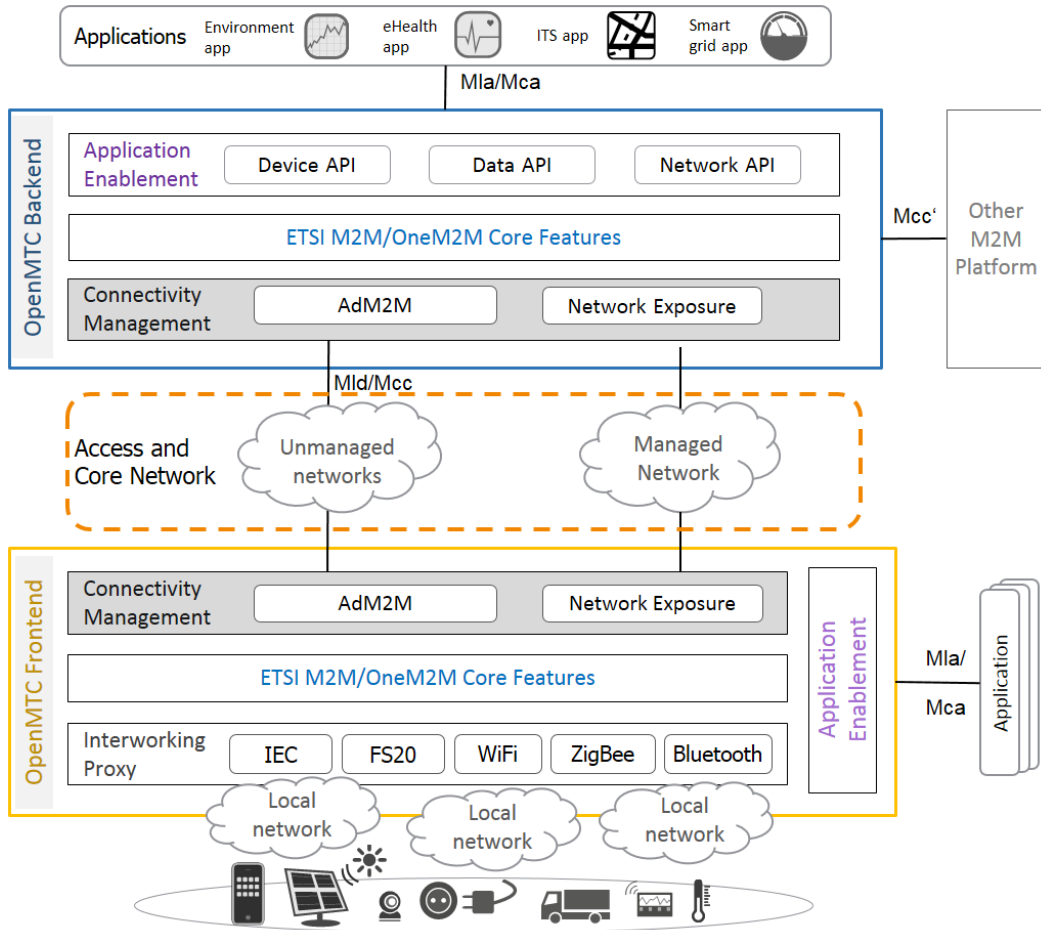 Applications
Environment
app
eHealth
app
ITS app
Smart
grid app
Mla/Mca
OpenMTC Backend
Application
Enablement
Device API
Data API
Network API
ETSI M2M/OneM2M Core Features
Connectivity
Management
AdM2M
Network Exposure
Mcc‘
Other
M2M
Platform
Mld/Mcc
Access and
Core Network
Unmanaged
networks
Managed
Network
OpenMTC Frontend
Connectivity
Management
AdM2M
Network Exposure
ETSI M2M/OneM2M Core Features
Interworking
Proxy
IEC
FS20
WiFi
ZigBee
Bluetooth
Application
Enablement
Mla/
Mca
Application
Local
network
Local
network
Local
network